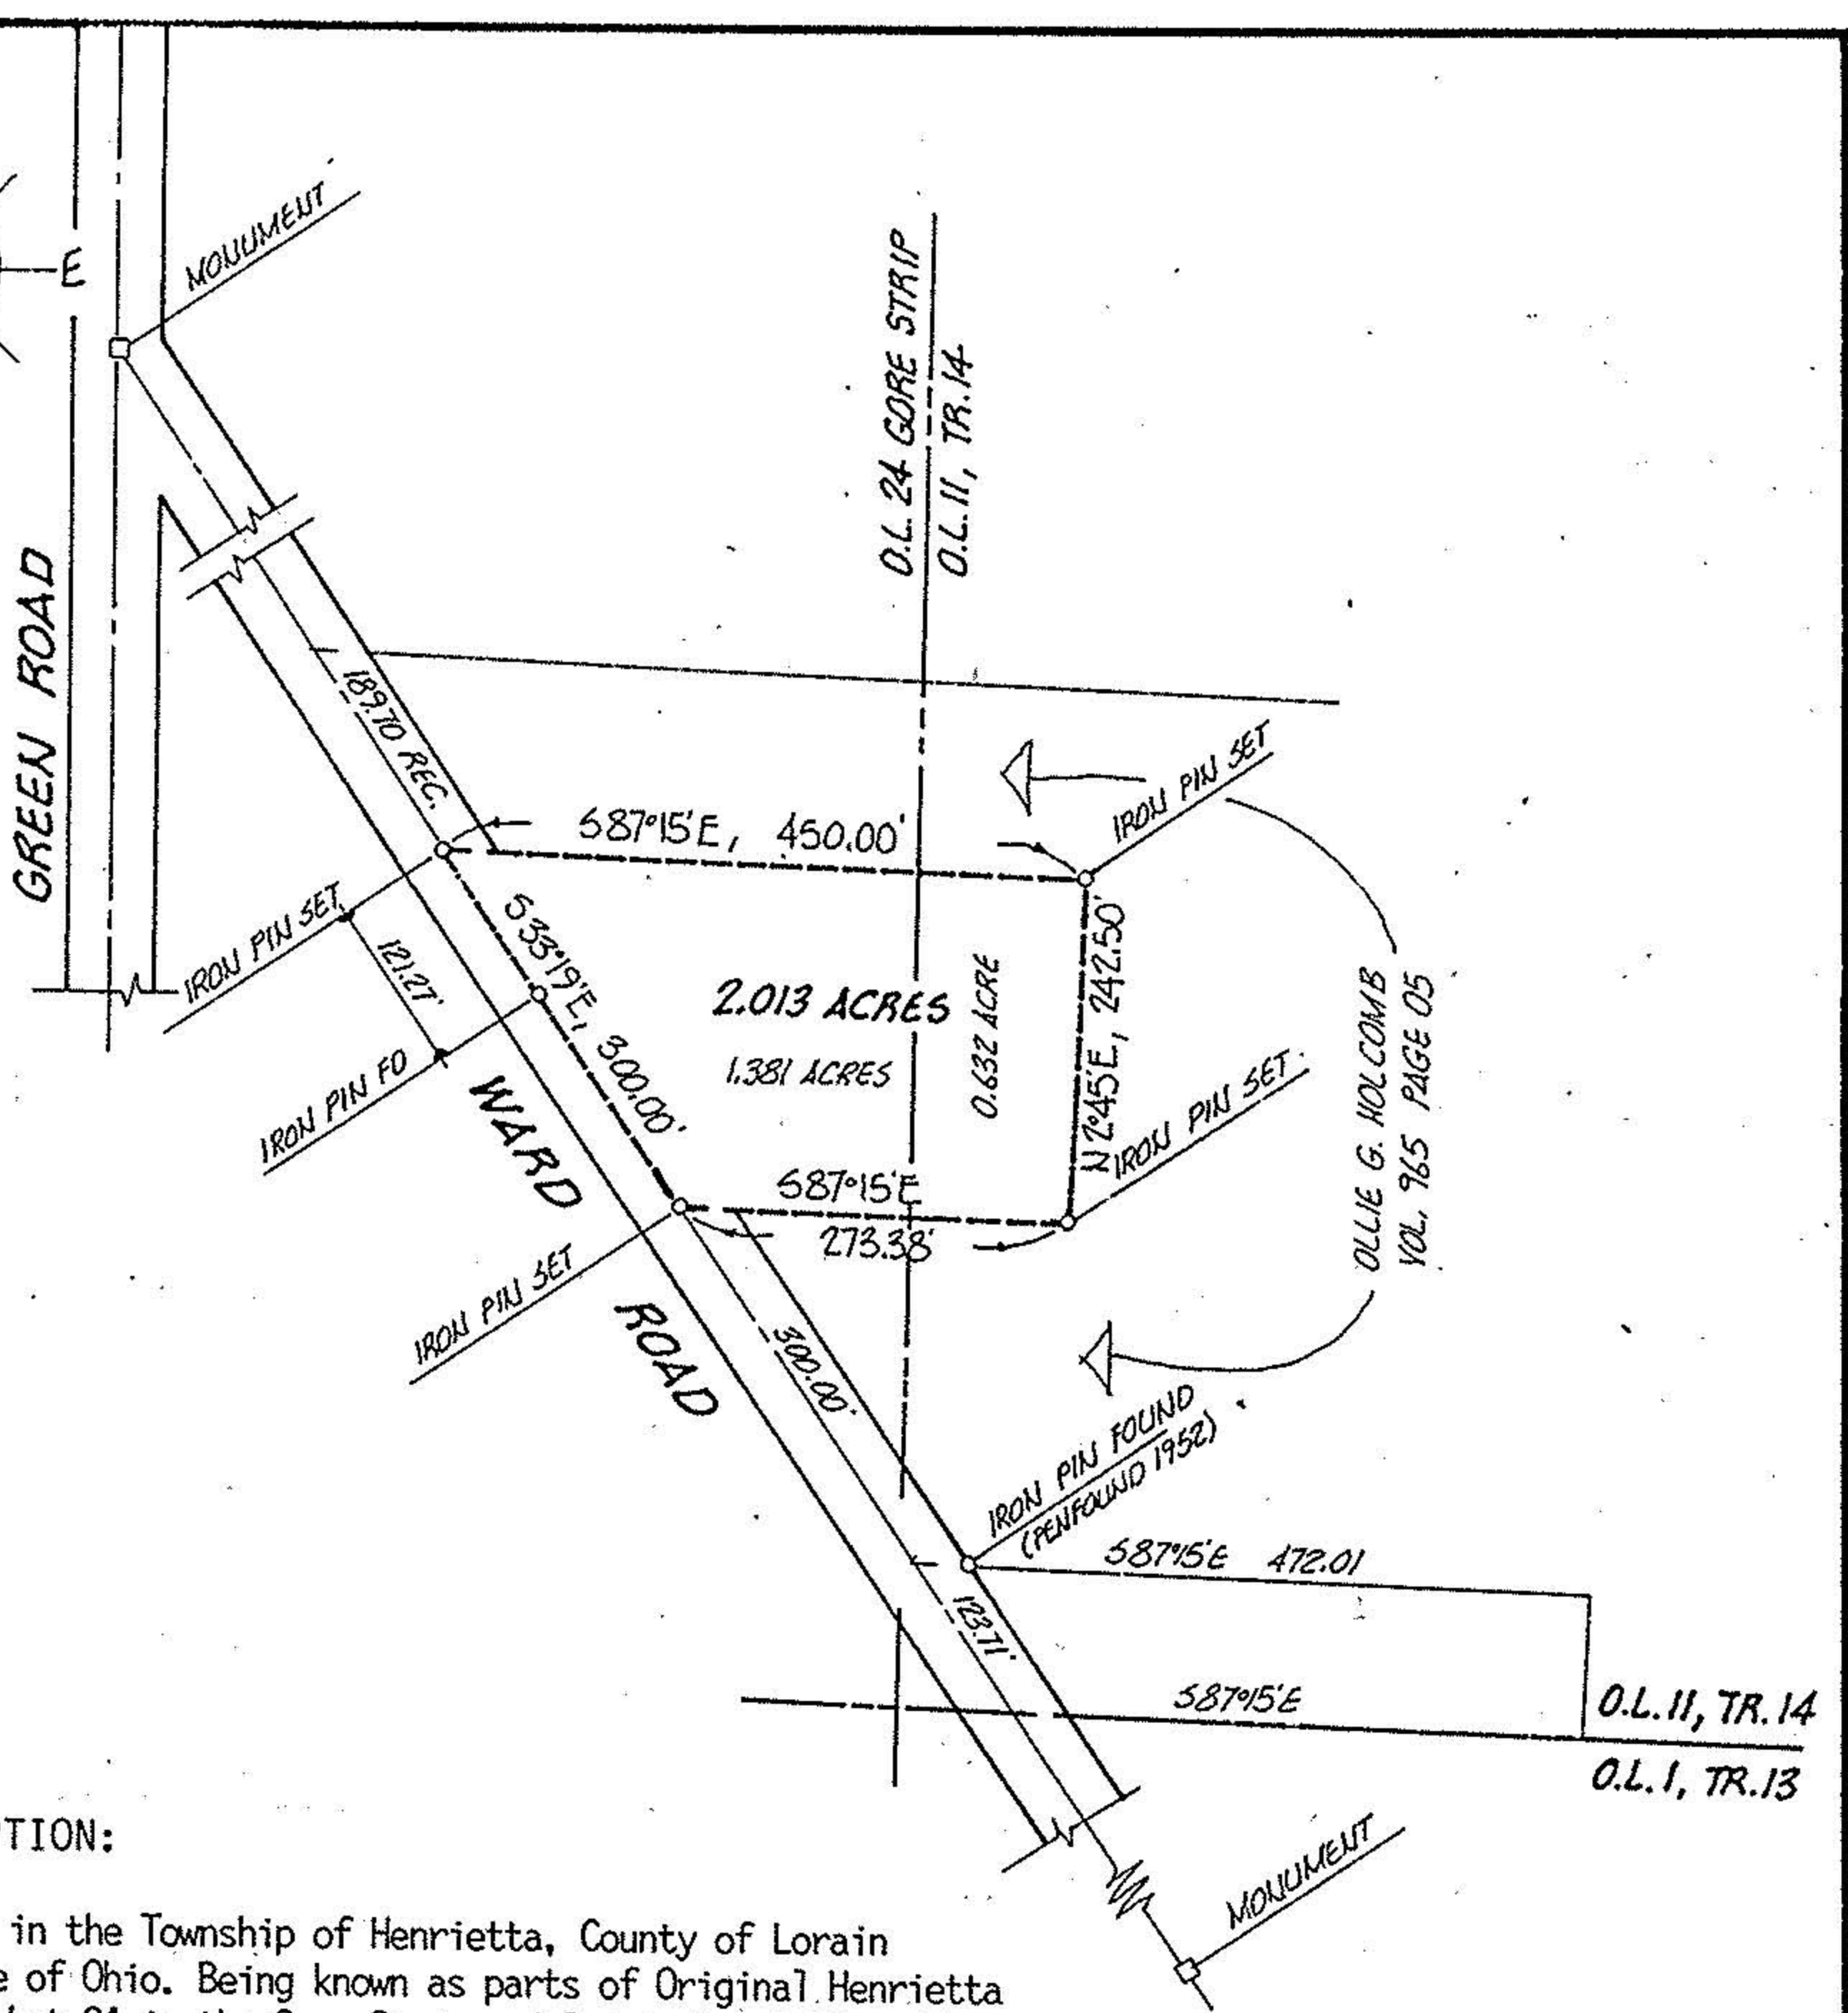 E
MONUMENT
GREEN ROAD
O.L. 24 GORE STRIP
O.L. 11, TR. 14
189.70 REC.
S87°15'E, 450.00'
IRON PIN SET
IRON PIN SET
121.27'
S33°19'E, 300.00'
IRON PIN FD
2.013 ACRES
1.381 ACRES
0.632 ACRE
N2°45'E, 242.50'
OLLIE G. HOLCOMB
VOL. 965 PAGE 05
WARD
ROAD
S87°15'E
273.38'
IRON PIN SET
IRON PIN SET
300.00'
IRON PIN FOUND
(PENFOUND 1952)
S87°15'E 472.01
123.71'
S87°15'E
O.L. 11, TR. 14
O.L. 1, TR. 13
MONUMENT
TION:
in the Township of Henrietta, County of Lorain
e of Ohio. Being known as parts of Original Henrietta